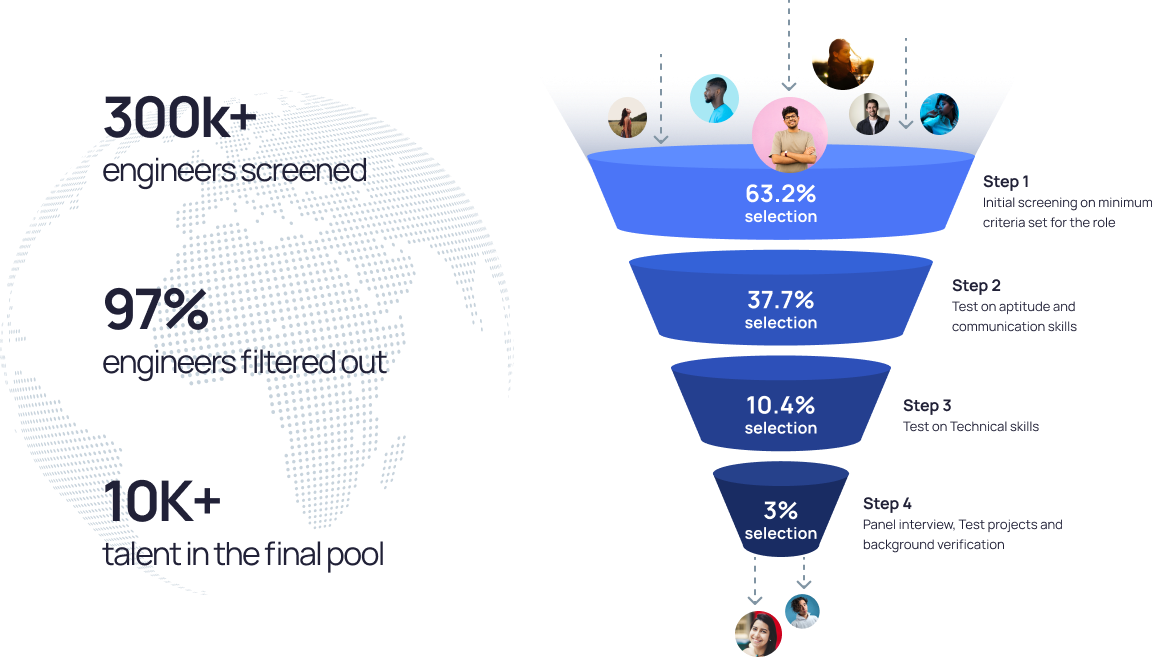 300k+
engineers screened
97%
engineers filtered out
10K+
talent in the final pool
63.2%
selection
Step 1
Initial screening on minimum
criteria set for the role
37.7%
selection
Step 2
Test on aptitude and
communication skills
10.4%
selection
Step 3
Test on Technical skills
3%
selection
Step 4
Panel interview, Test projects and
background verification